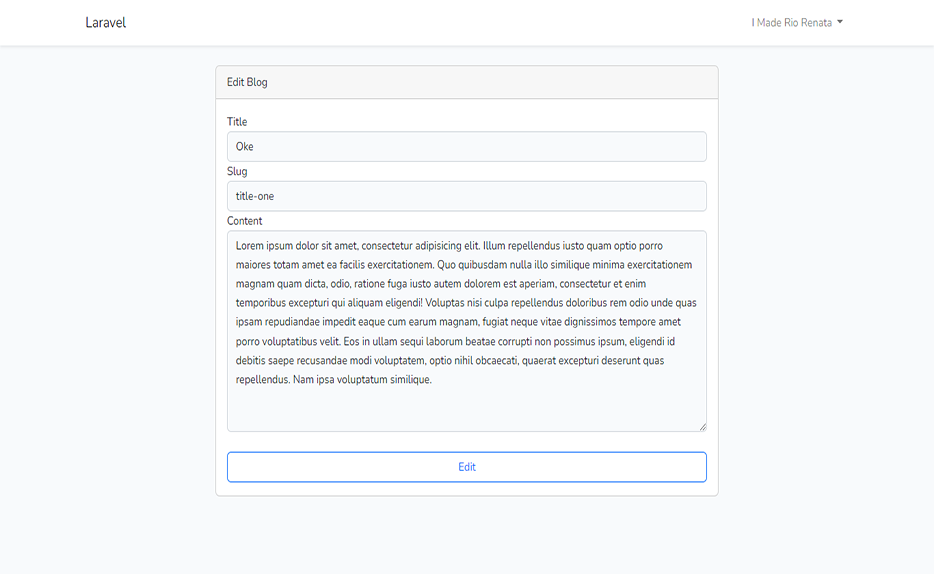 Laravel
I Made Rio Renata
Edit Blog
Title
Oke
Slug
title-one
Content
Lorem ipsum dolor sit amet, consectetur adipisicing elit. Illum repellendus iusto quam optio porro
maiores totam amet ea facilis exercitationem. Quo quibusdam nulla illo similique minima exercitationem
magnam quam dicta, odio, ratione fuga iusto autem dolorem est aperiam, consectetur et enim
temporibus excepturi qui aliquam eligendi! Voluptas nisi culpa repellendus doloribus rem odio unde quas
ipsam repudiandae impedit eaque cum earum magnam, fugiat neque vitae dignissimos tempore amet
porro voluptatibus velit. Eos in ullam sequi laborum beatae corrupti non possimus ipsum, eligendi id
debitis saepe recusandae modi voluptatem, optio nihil obcaecati, quaerat excepturi deserunt quas
repellendus. Nam ipsa voluptatum similique.
Edit